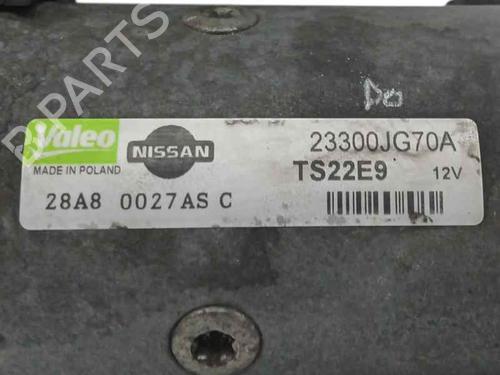 B-PARTS
Valeo
NISSAN
MADE IN POLAND
28A8 0027AS C
23300JG70A
TS22E9 12V